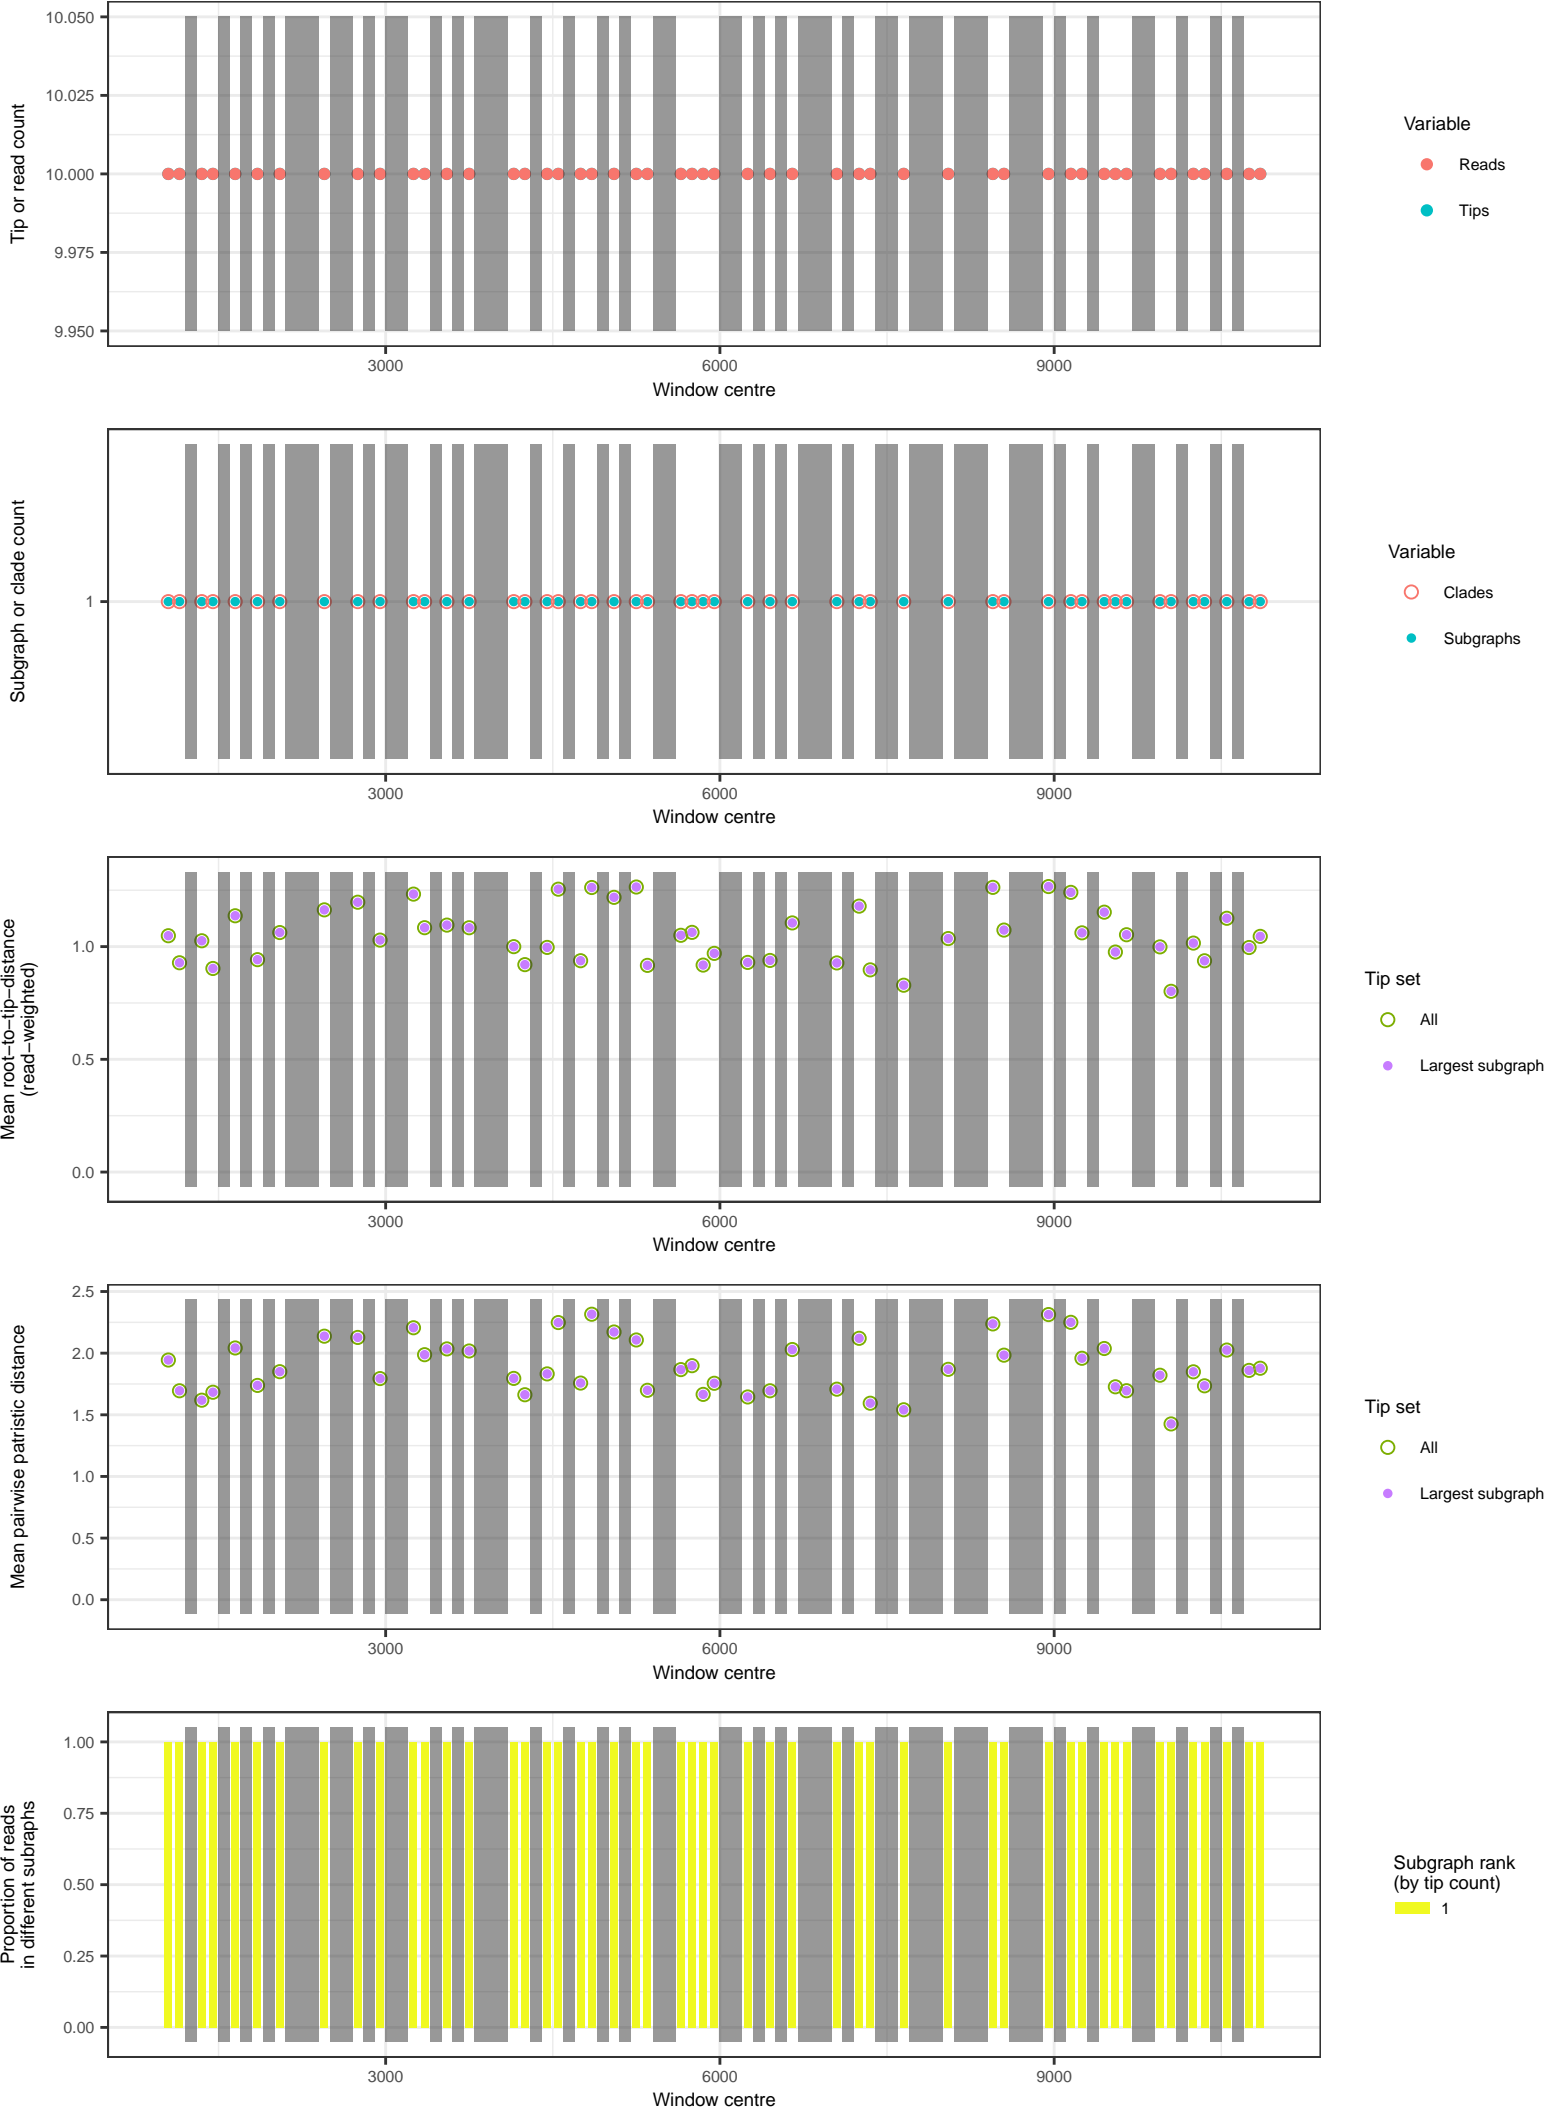 10.050
10.025
10.000
9.975
9.950
Tip or read count
3000
6000
9000
Window centre
Variable
Reads
Tips
1
Subgraph or clade count
3000
6000
9000
Window centre
Variable
Clades
Subgraphs
1.0
0.5
0.0
Mean root−to−tip−distance
(read−weighted)
3000
6000
9000
Window centre
Tip set
All
Largest subgraph
2.5
2.0
1.5
1.0
0.5
0.0
Mean pairwise patristic distance
3000
6000
9000
Window centre
Tip set
All
Largest subgraph
1.00
0.75
0.50
0.25
0.00
Proportion of reads
in different subraphs
3000
6000
9000
Window centre
Subgraph rank
(by tip count)
1